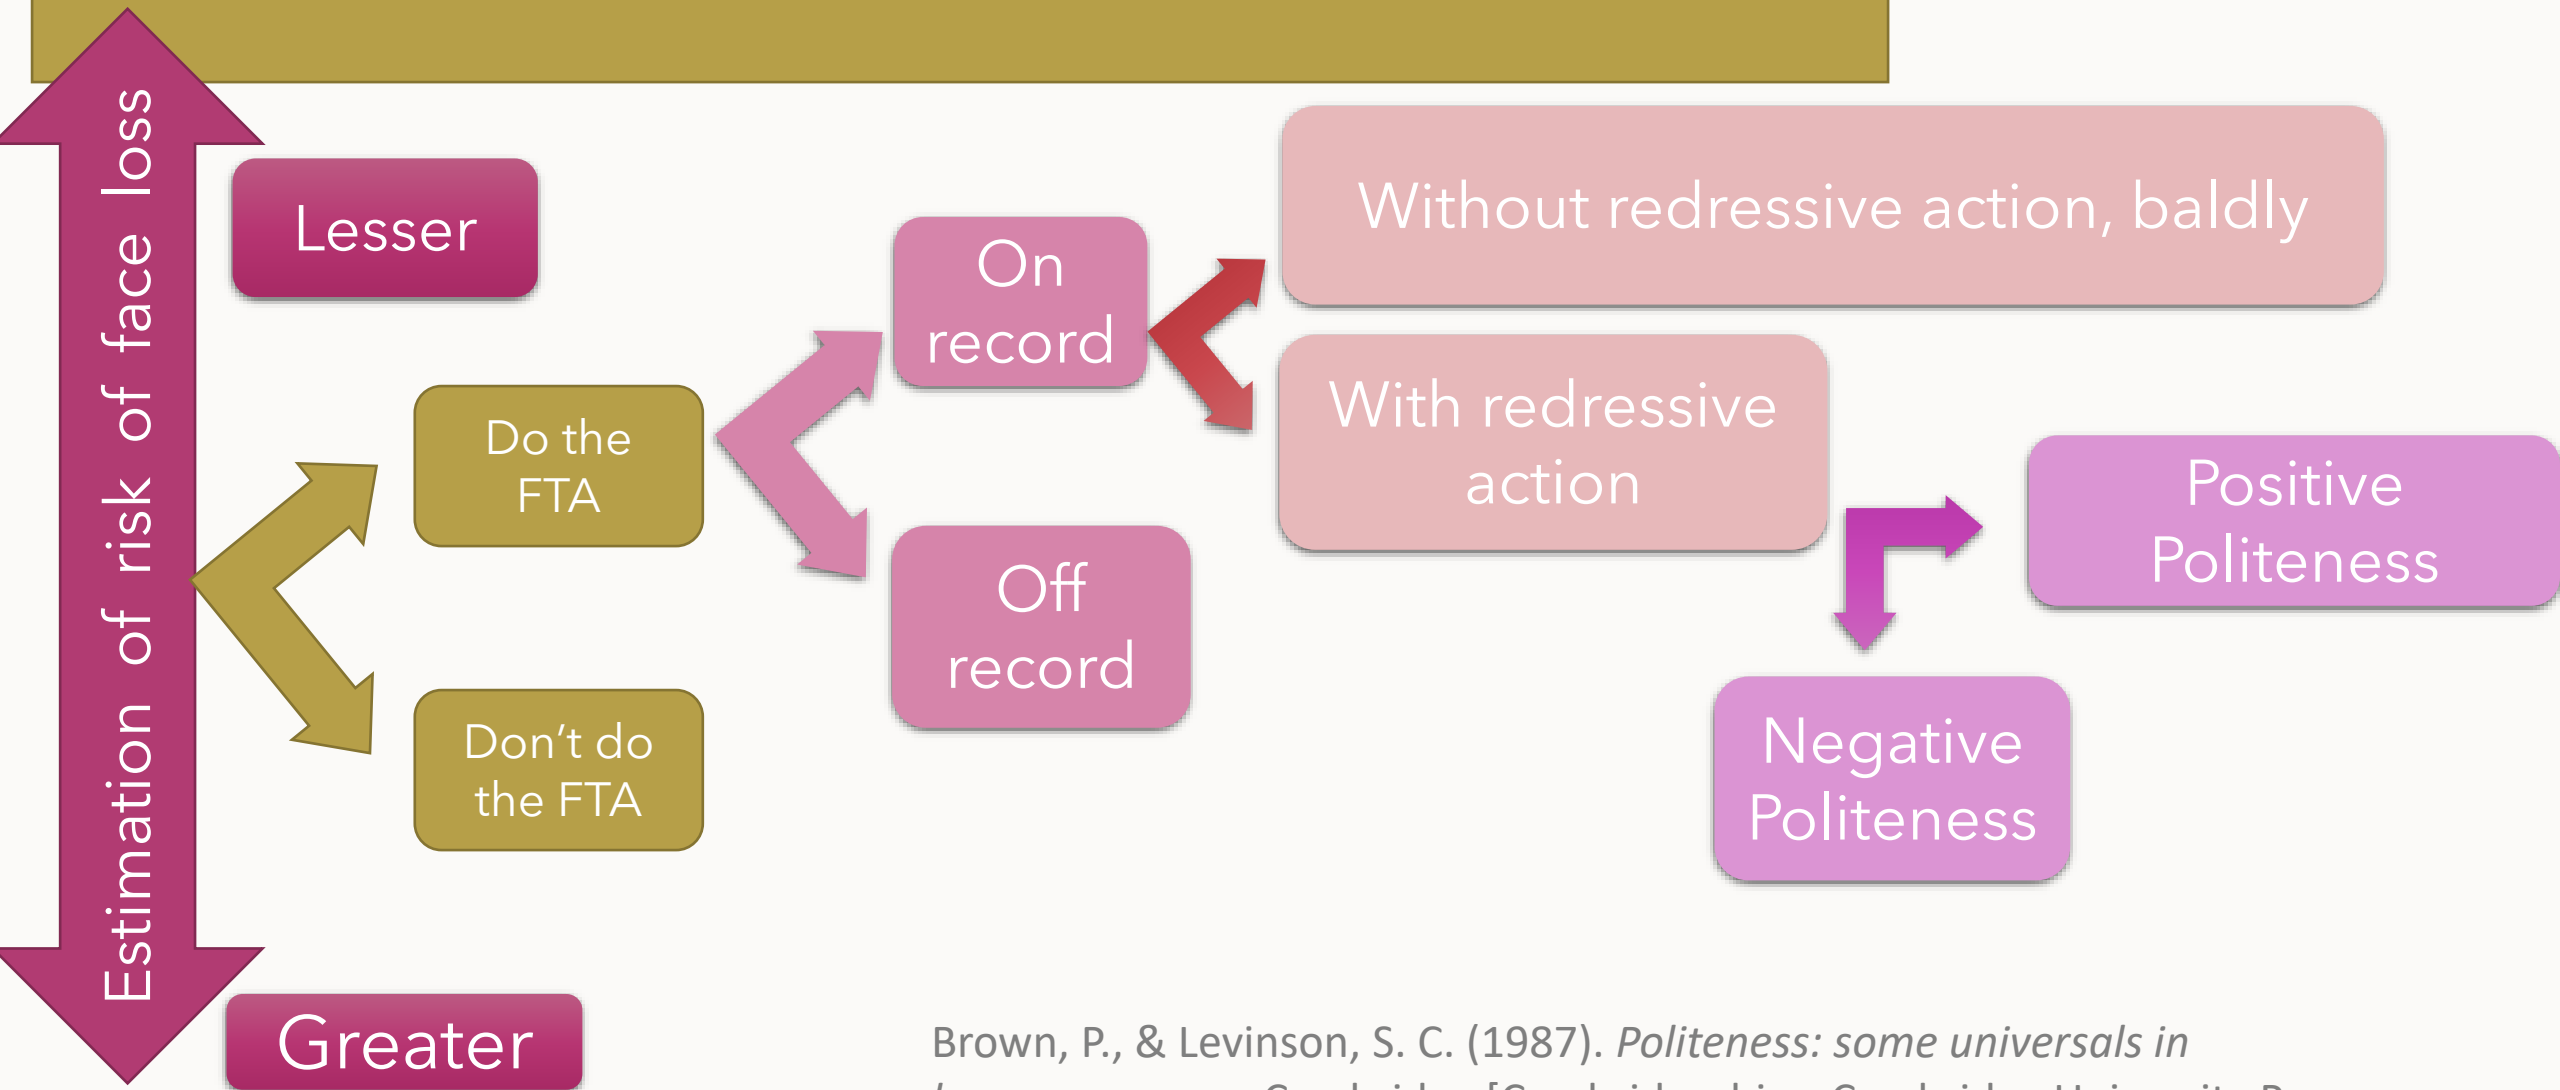 Estimation of risk of face loss
Lesser
On
record
Without redressive action, baldly
With redressive
action
Do the
FTA
Positive
Politeness
Off
record
Don't do
the FTA
Negative
Politeness
Greater
Brown, P., & Levinson, S. C. (1987). Politeness: some universals in